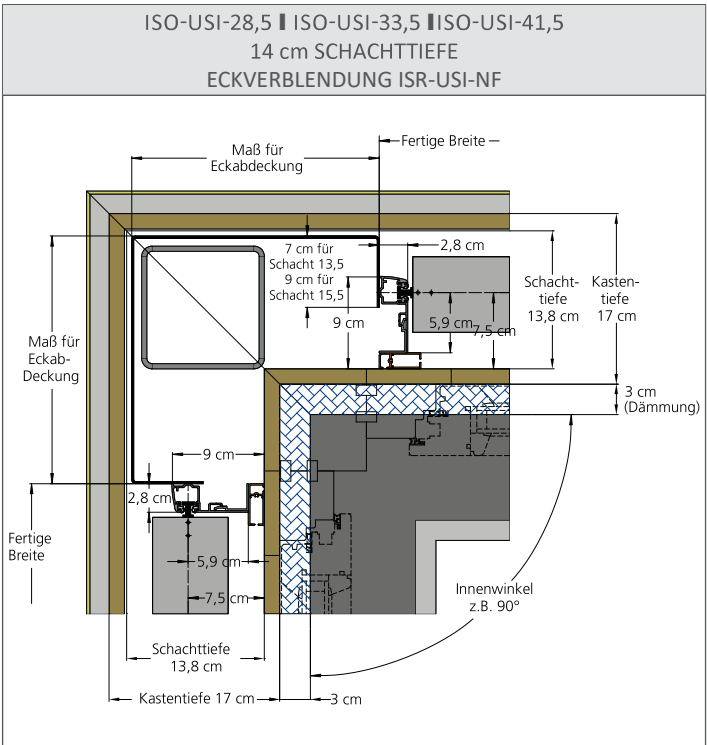 ISO-USI-28,5 ❙ ISO-USI-33,5 ❙ISO-USI-41,5
14 cm SCHACHTTIEFE
ECKVERBLENDUNG ISR-USI-NF
Maß für
Eckabdeckung
Fertige Breite
7 cm für
Schacht 13,5
9 cm für
Schacht 15,5
2,8 cm
9 cm
5,9 cm
7,5 cm
Schacht-
tiefe
13,8 cm
Kasten-
tiefe
17 cm
Maß für
Eckab-
Deckung
3 cm
(Dämmung)
9 cm
2,8 cm
Fertige
Breite
5,9 cm
7,5 cm
Innenwinkel
z.B. 90°
Schachttiefe
13,8 cm
Kastentiefe 17 cm
3 cm